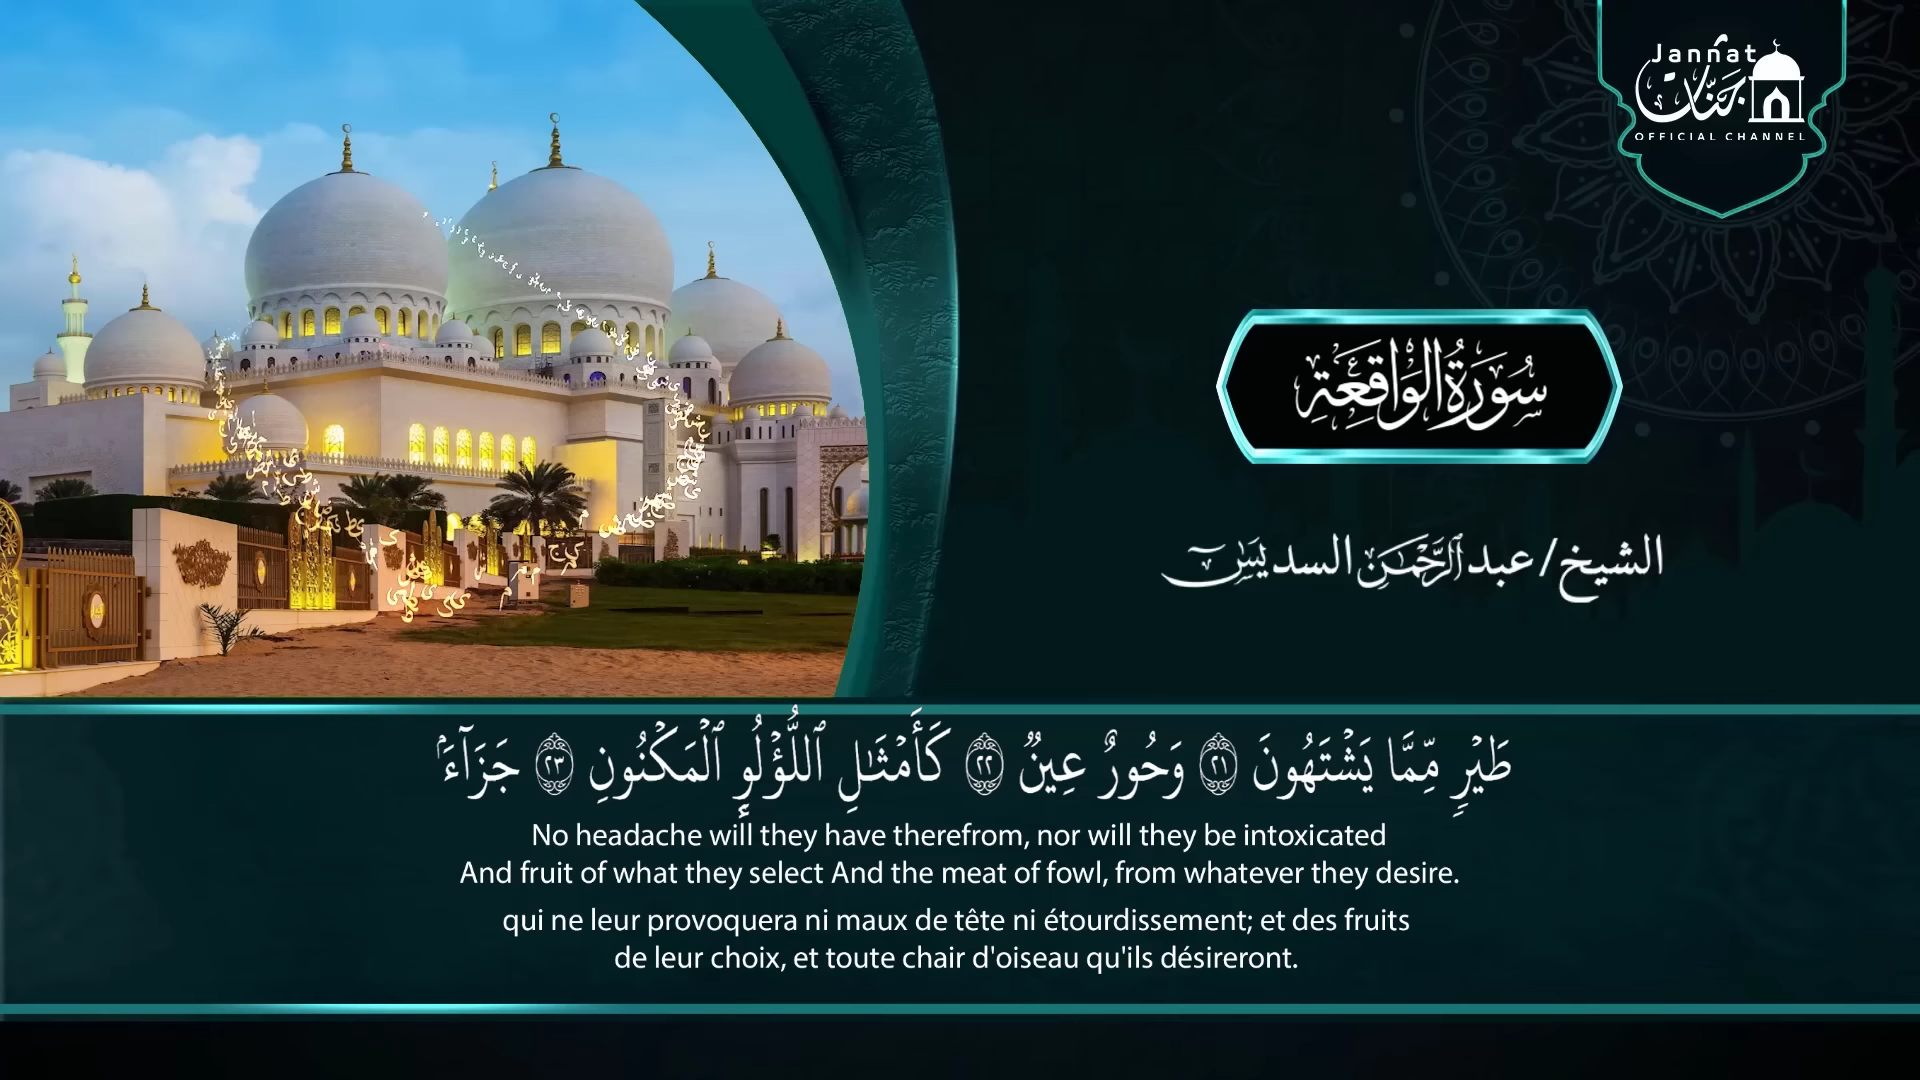 Jannat
جنات
OFFICIAL CHANNEL
سُورَةُ الوَاقِعَةِ
الشيخ / عبد الرَّحْمَٰن السديس
طَيْرٍ مِّمَّا يَشْتَهُونَ ٢١ وَحُورٌ عِينٌ ٢٢ كَأَمْثَٰلِ ٱللُّؤْلُوِٕ ٱلْمَكْنُونِ ٢٣ جَزَآءَۢ
No headache will they have therefrom, nor will they be intoxicated
And fruit of what they select And the meat of fowl, from whatever they desire.
qui ne leur provoquera ni maux de tête ni étourdissement; et des fruits
de leur choix, et toute chair d'oiseau qu'ils désireront.